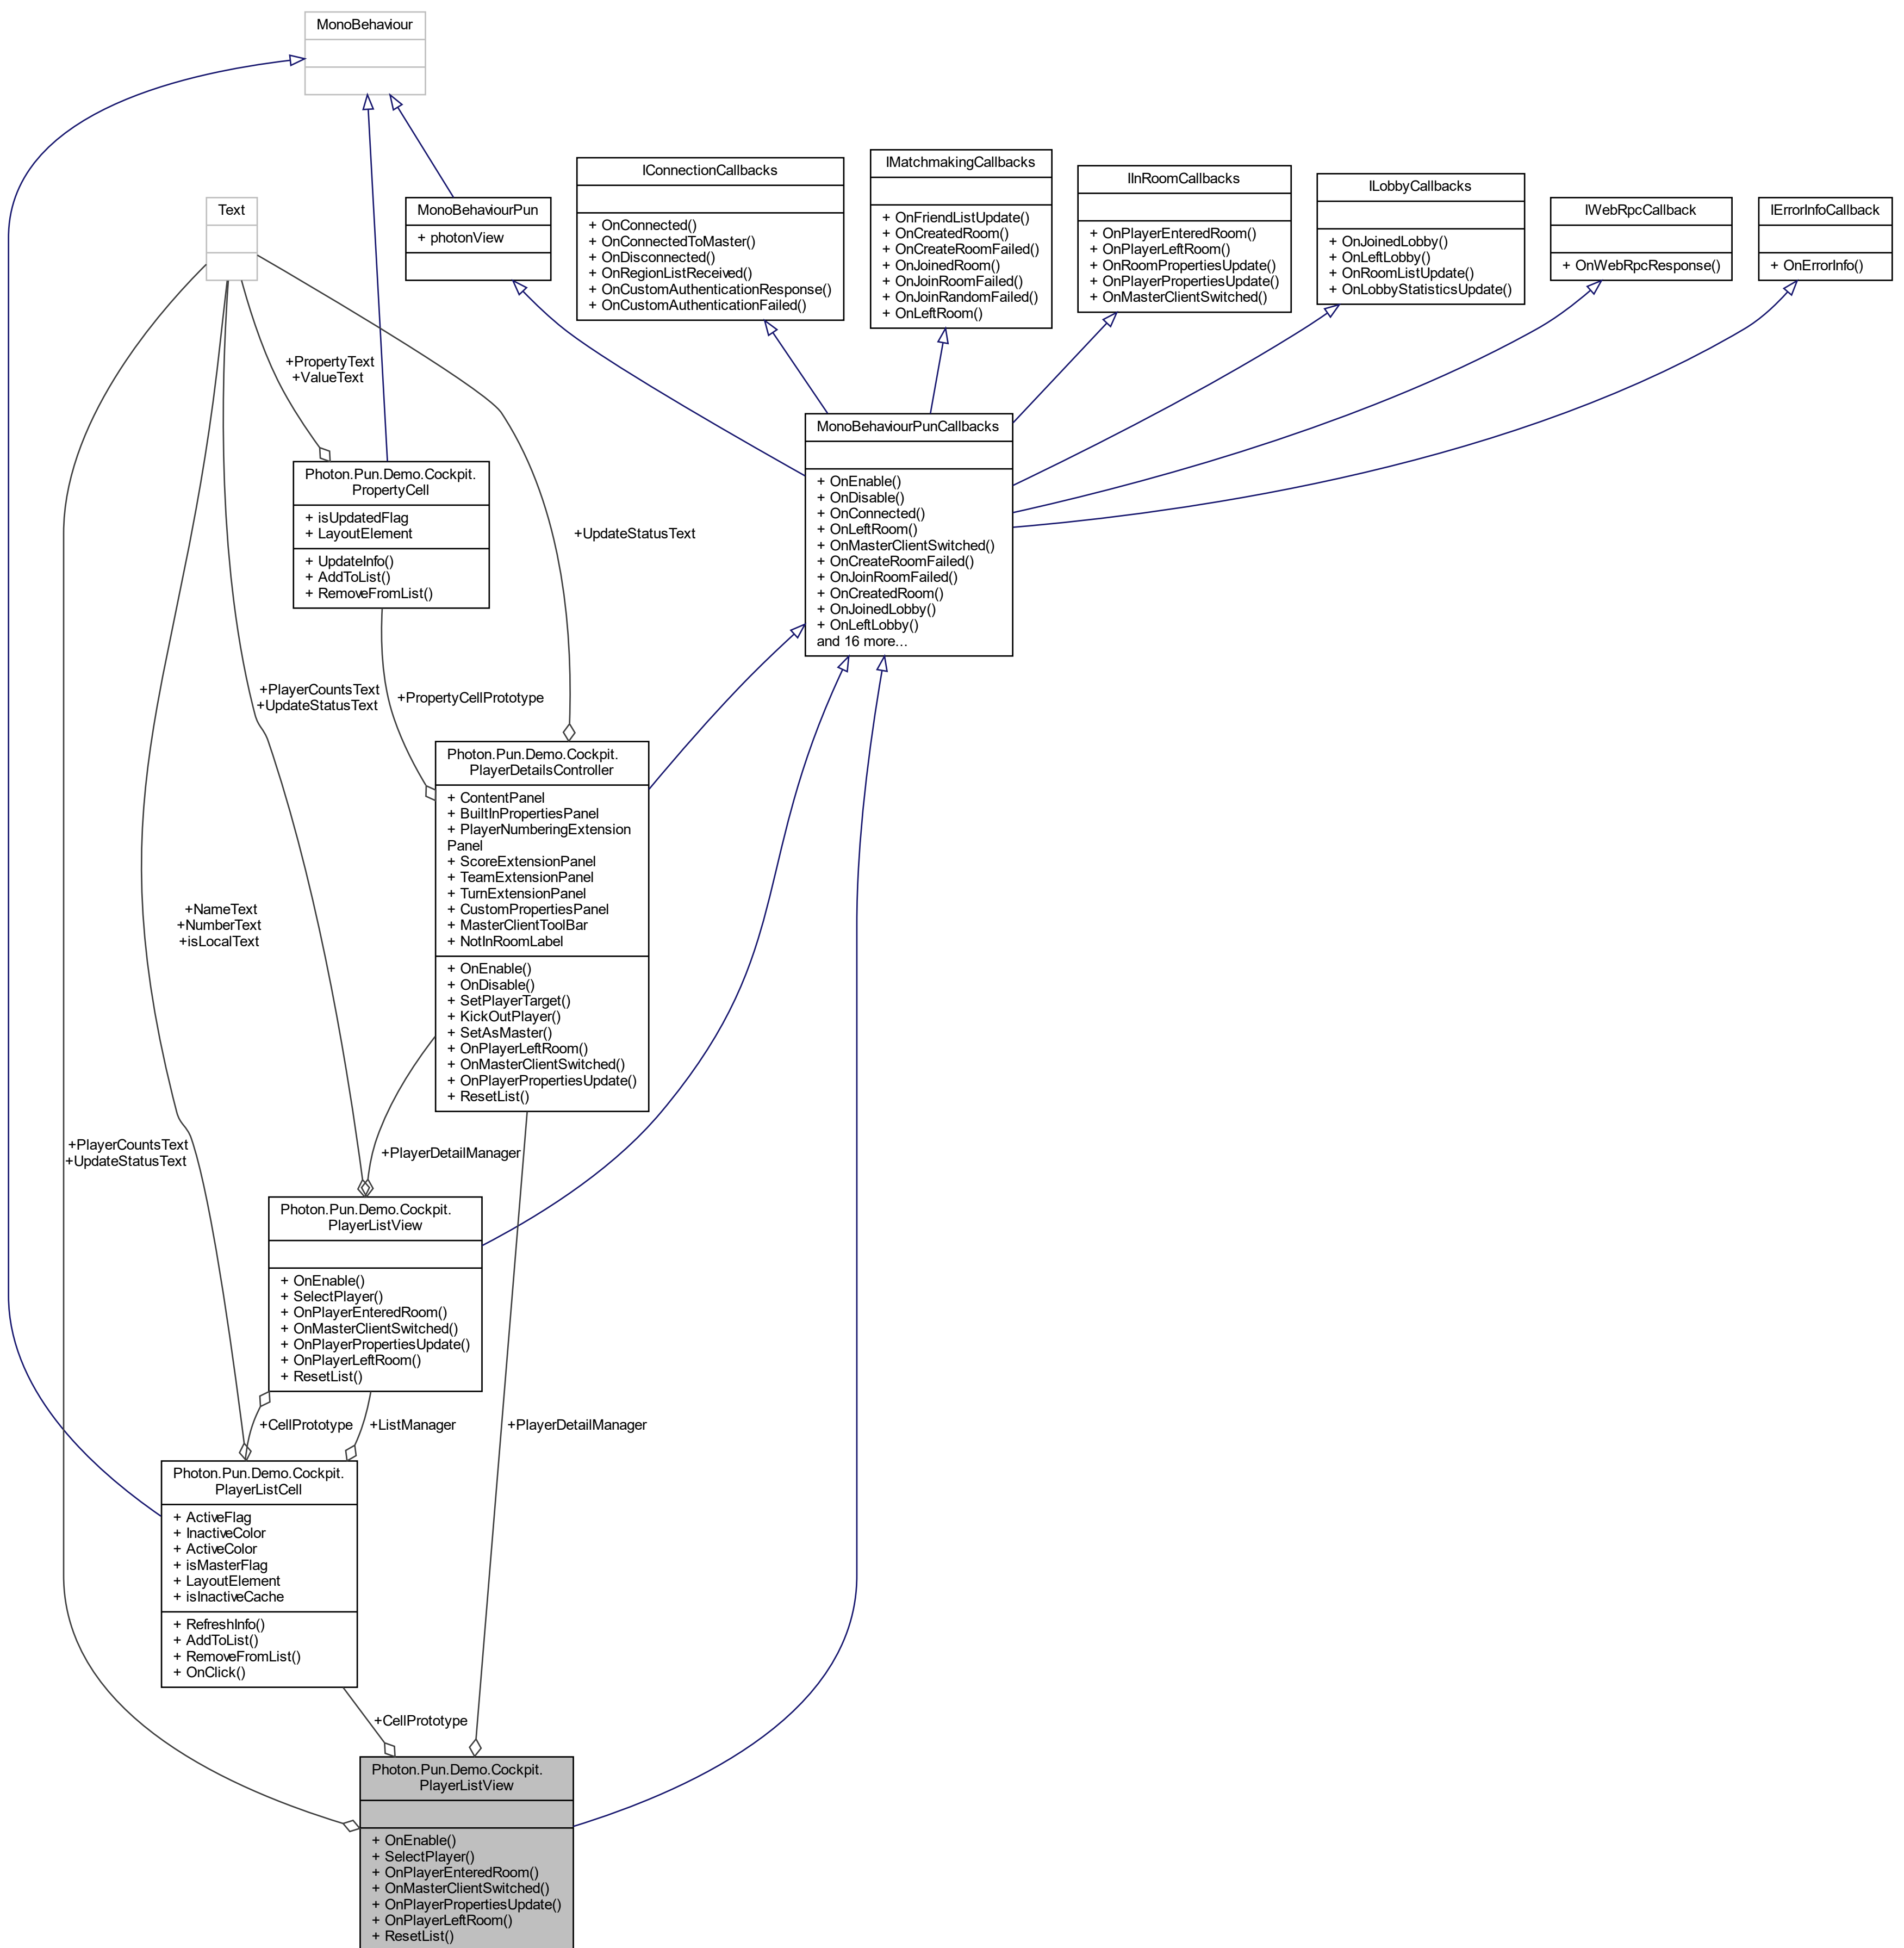 MonoBehaviour
Text
MonoBehaviourPun
+ photonView
IConnectionCallbacks
+ OnConnected()
+ OnConnectedToMaster()
+ OnDisconnected()
+ OnRegionListReceived()
+ OnCustomAuthenticationResponse()
+ OnCustomAuthenticationFailed()
IMatchmakingCallbacks
+ OnFriendListUpdate()
+ OnCreatedRoom()
+ OnCreateRoomFailed()
+ OnJoinedRoom()
+ OnJoinRoomFailed()
+ OnJoinRandomFailed()
+ OnLeftRoom()
IInRoomCallbacks
+ OnPlayerEnteredRoom()
+ OnPlayerLeftRoom()
+ OnRoomPropertiesUpdate()
+ OnPlayerPropertiesUpdate()
+ OnMasterClientSwitched()
ILobbyCallbacks
+ OnJoinedLobby()
+ OnLeftLobby()
+ OnRoomListUpdate()
+ OnLobbyStatisticsUpdate()
IWebRpcCallback
+ OnWebRpcResponse()
IErrorInfoCallback
+ OnErrorInfo()
+PropertyText
+ValueText
Photon.Pun.Demo.Cockpit.
PropertyCell
+ isUpdatedFlag
+ LayoutElement
+ UpdateInfo()
+ AddToList()
+ RemoveFromList()
+UpdateStatusText
MonoBehaviourPunCallbacks
+ OnEnable()
+ OnDisable()
+ OnConnected()
+ OnLeftRoom()
+ OnMasterClientSwitched()
+ OnCreateRoomFailed()
+ OnJoinRoomFailed()
+ OnCreatedRoom()
+ OnJoinedLobby()
+ OnLeftLobby()
and 16 more...
+PlayerCountsText
+UpdateStatusText
+PropertyCellPrototype
Photon.Pun.Demo.Cockpit.
PlayerDetailsController
+ ContentPanel
+ BuiltInPropertiesPanel
+ PlayerNumberingExtension
Panel
+ ScoreExtensionPanel
+ TeamExtensionPanel
+ TurnExtensionPanel
+ CustomPropertiesPanel
+ MasterClientToolBar
+ NotInRoomLabel
+ OnEnable()
+ OnDisable()
+ SetPlayerTarget()
+ KickOutPlayer()
+ SetAsMaster()
+ OnPlayerLeftRoom()
+ OnMasterClientSwitched()
+ OnPlayerPropertiesUpdate()
+ ResetList()
+NameText
+NumberText
+isLocalText
+PlayerCountsText
+UpdateStatusText
+PlayerDetailManager
Photon.Pun.Demo.Cockpit.
PlayerListView
+ OnEnable()
+ SelectPlayer()
+ OnPlayerEnteredRoom()
+ OnMasterClientSwitched()
+ OnPlayerPropertiesUpdate()
+ OnPlayerLeftRoom()
+ ResetList()
+CellPrototype
+ListManager
+PlayerDetailManager
Photon.Pun.Demo.Cockpit.
PlayerListCell
+ ActiveFlag
+ InactiveColor
+ ActiveColor
+ isMasterFlag
+ LayoutElement
+ isInactiveCache
+ RefreshInfo()
+ AddToList()
+ RemoveFromList()
+ OnClick()
+CellPrototype
Photon.Pun.Demo.Cockpit.
PlayerListView
+ OnEnable()
+ SelectPlayer()
+ OnPlayerEnteredRoom()
+ OnMasterClientSwitched()
+ OnPlayerPropertiesUpdate()
+ OnPlayerLeftRoom()
+ ResetList()